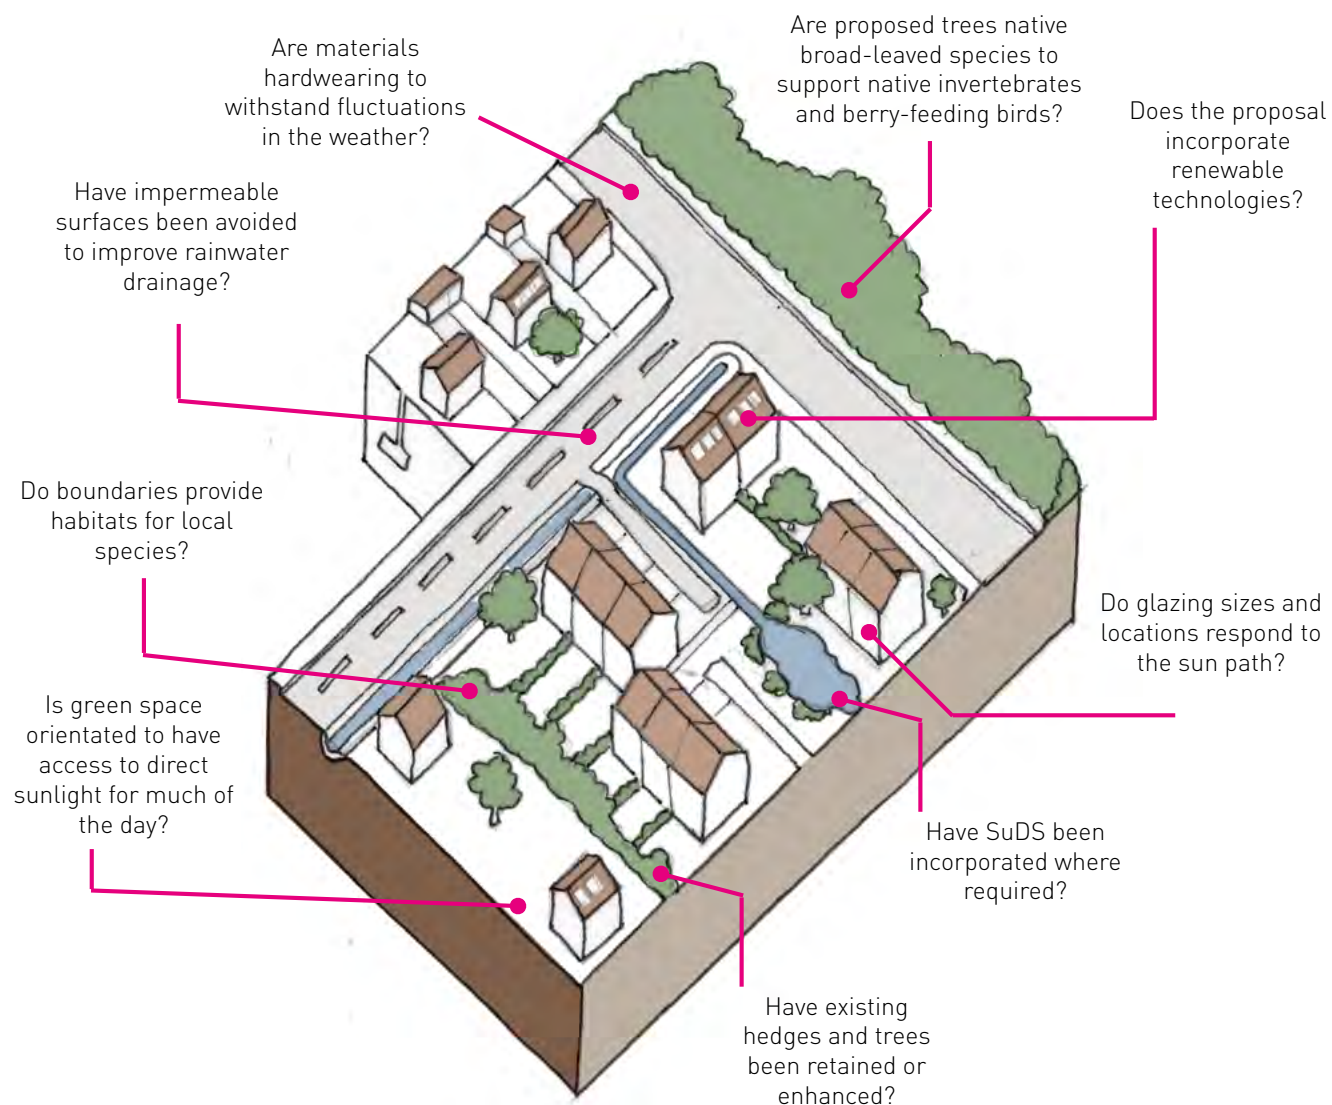 Are materials
hardwearing to
withstand fluctuations
in the weather?
Are proposed trees native
broad-leaved species to
support native invertebrates
and berry-feeding birds?
Does the proposal
incorporate
renewable
technologies?
Have impermeable
surfaces been avoided
to improve rainwater
drainage?
Do boundaries provide
habitats for local
species?
Do glazing sizes and
locations respond to
the sun path?
Is green space
orientated to have
access to direct
sunlight for much of
the day?
Have SuDS been
incorporated where
required?
Have existing
hedges and trees
been retained or
enhanced?